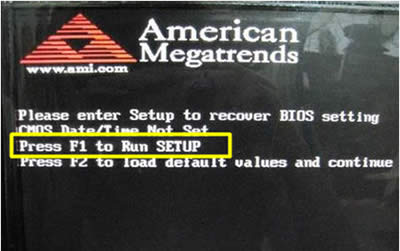 American
Megatrends
www.ami.com
Please enter Setup to recover BIOS setting
CMOS Date/Time Not Set
Press F1 to Run SETUP
Press F2 to load default values and continue